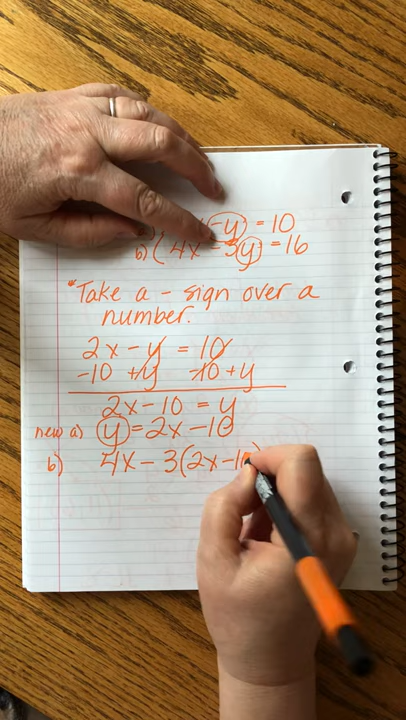 -y = 10
b) (4x - 3y = 16
*Take a - sign over a
number.
2x - y = 10
-10 +y -10 + y
2x - 10 = y
new a) y = 2x - 10
b) 4x - 3(2x - 10)